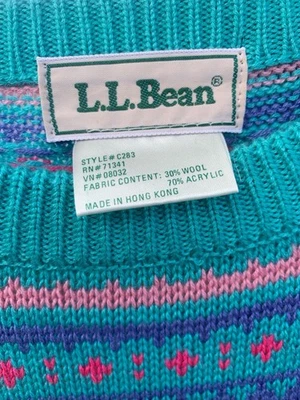 L.L.Bean®
STYLE# C283
RN# 71341
VN# 08032
FABRIC CONTENT: 30% WOOL
70% ACRYLIC
MADE IN HONG KONG